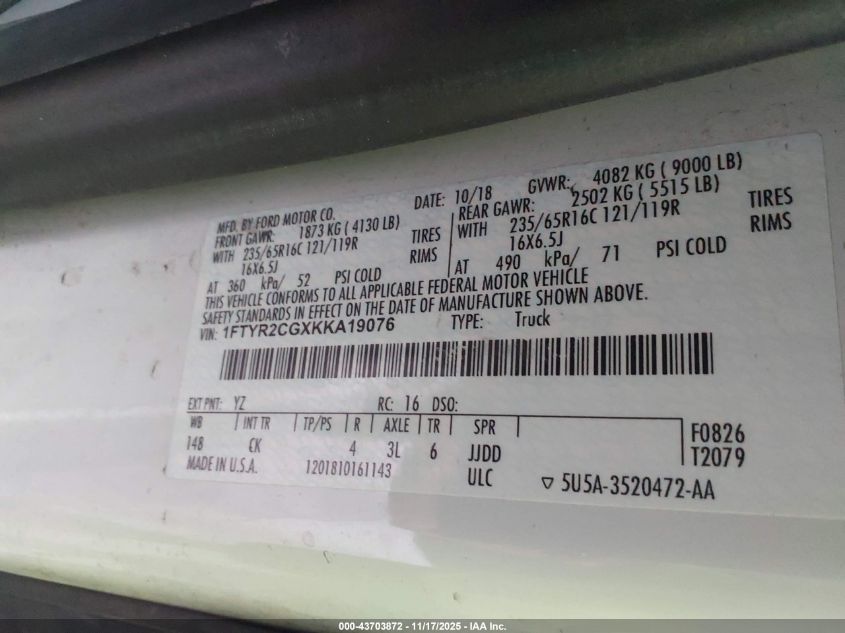 MFD. BY FORD MOTOR CO.
DATE: 10/18 GVWR: 4082 KG ( 9000 LB)
FRONT GAWR: 1873 KG ( 4130 LB)
REAR GAWR: 2502 KG ( 5515 LB)
WITH 235/65R16C 121/119R TIRES
WITH 235/65R16C 121/119R TIRES
16X6.5J RIMS
16X6.5J RIMS
AT 360 kPa/ 52 PSI COLD
AT 490 kPa/ 71 PSI COLD
THIS VEHICLE CONFORMS TO ALL APPLICABLE FEDERAL MOTOR VEHICLE
SAFETY STANDARDS IN EFFECT ON THE DATE OF MANUFACTURE SHOWN ABOVE.
VIN: 1FTYR2CGXKKA19076 TYPE: Truck
EXT PNT: YZ RC: 16 DSO:
WB INT TR TP/PS R AXLE TR SPR
148 CK 4 3L 6 JJDD
F0826
T2079
MADE IN U.S.A. 1201810161143 ULC
▽ 5U5A-3520472-AA
000-43703872 - 11/17/2025 - IAA Inc.